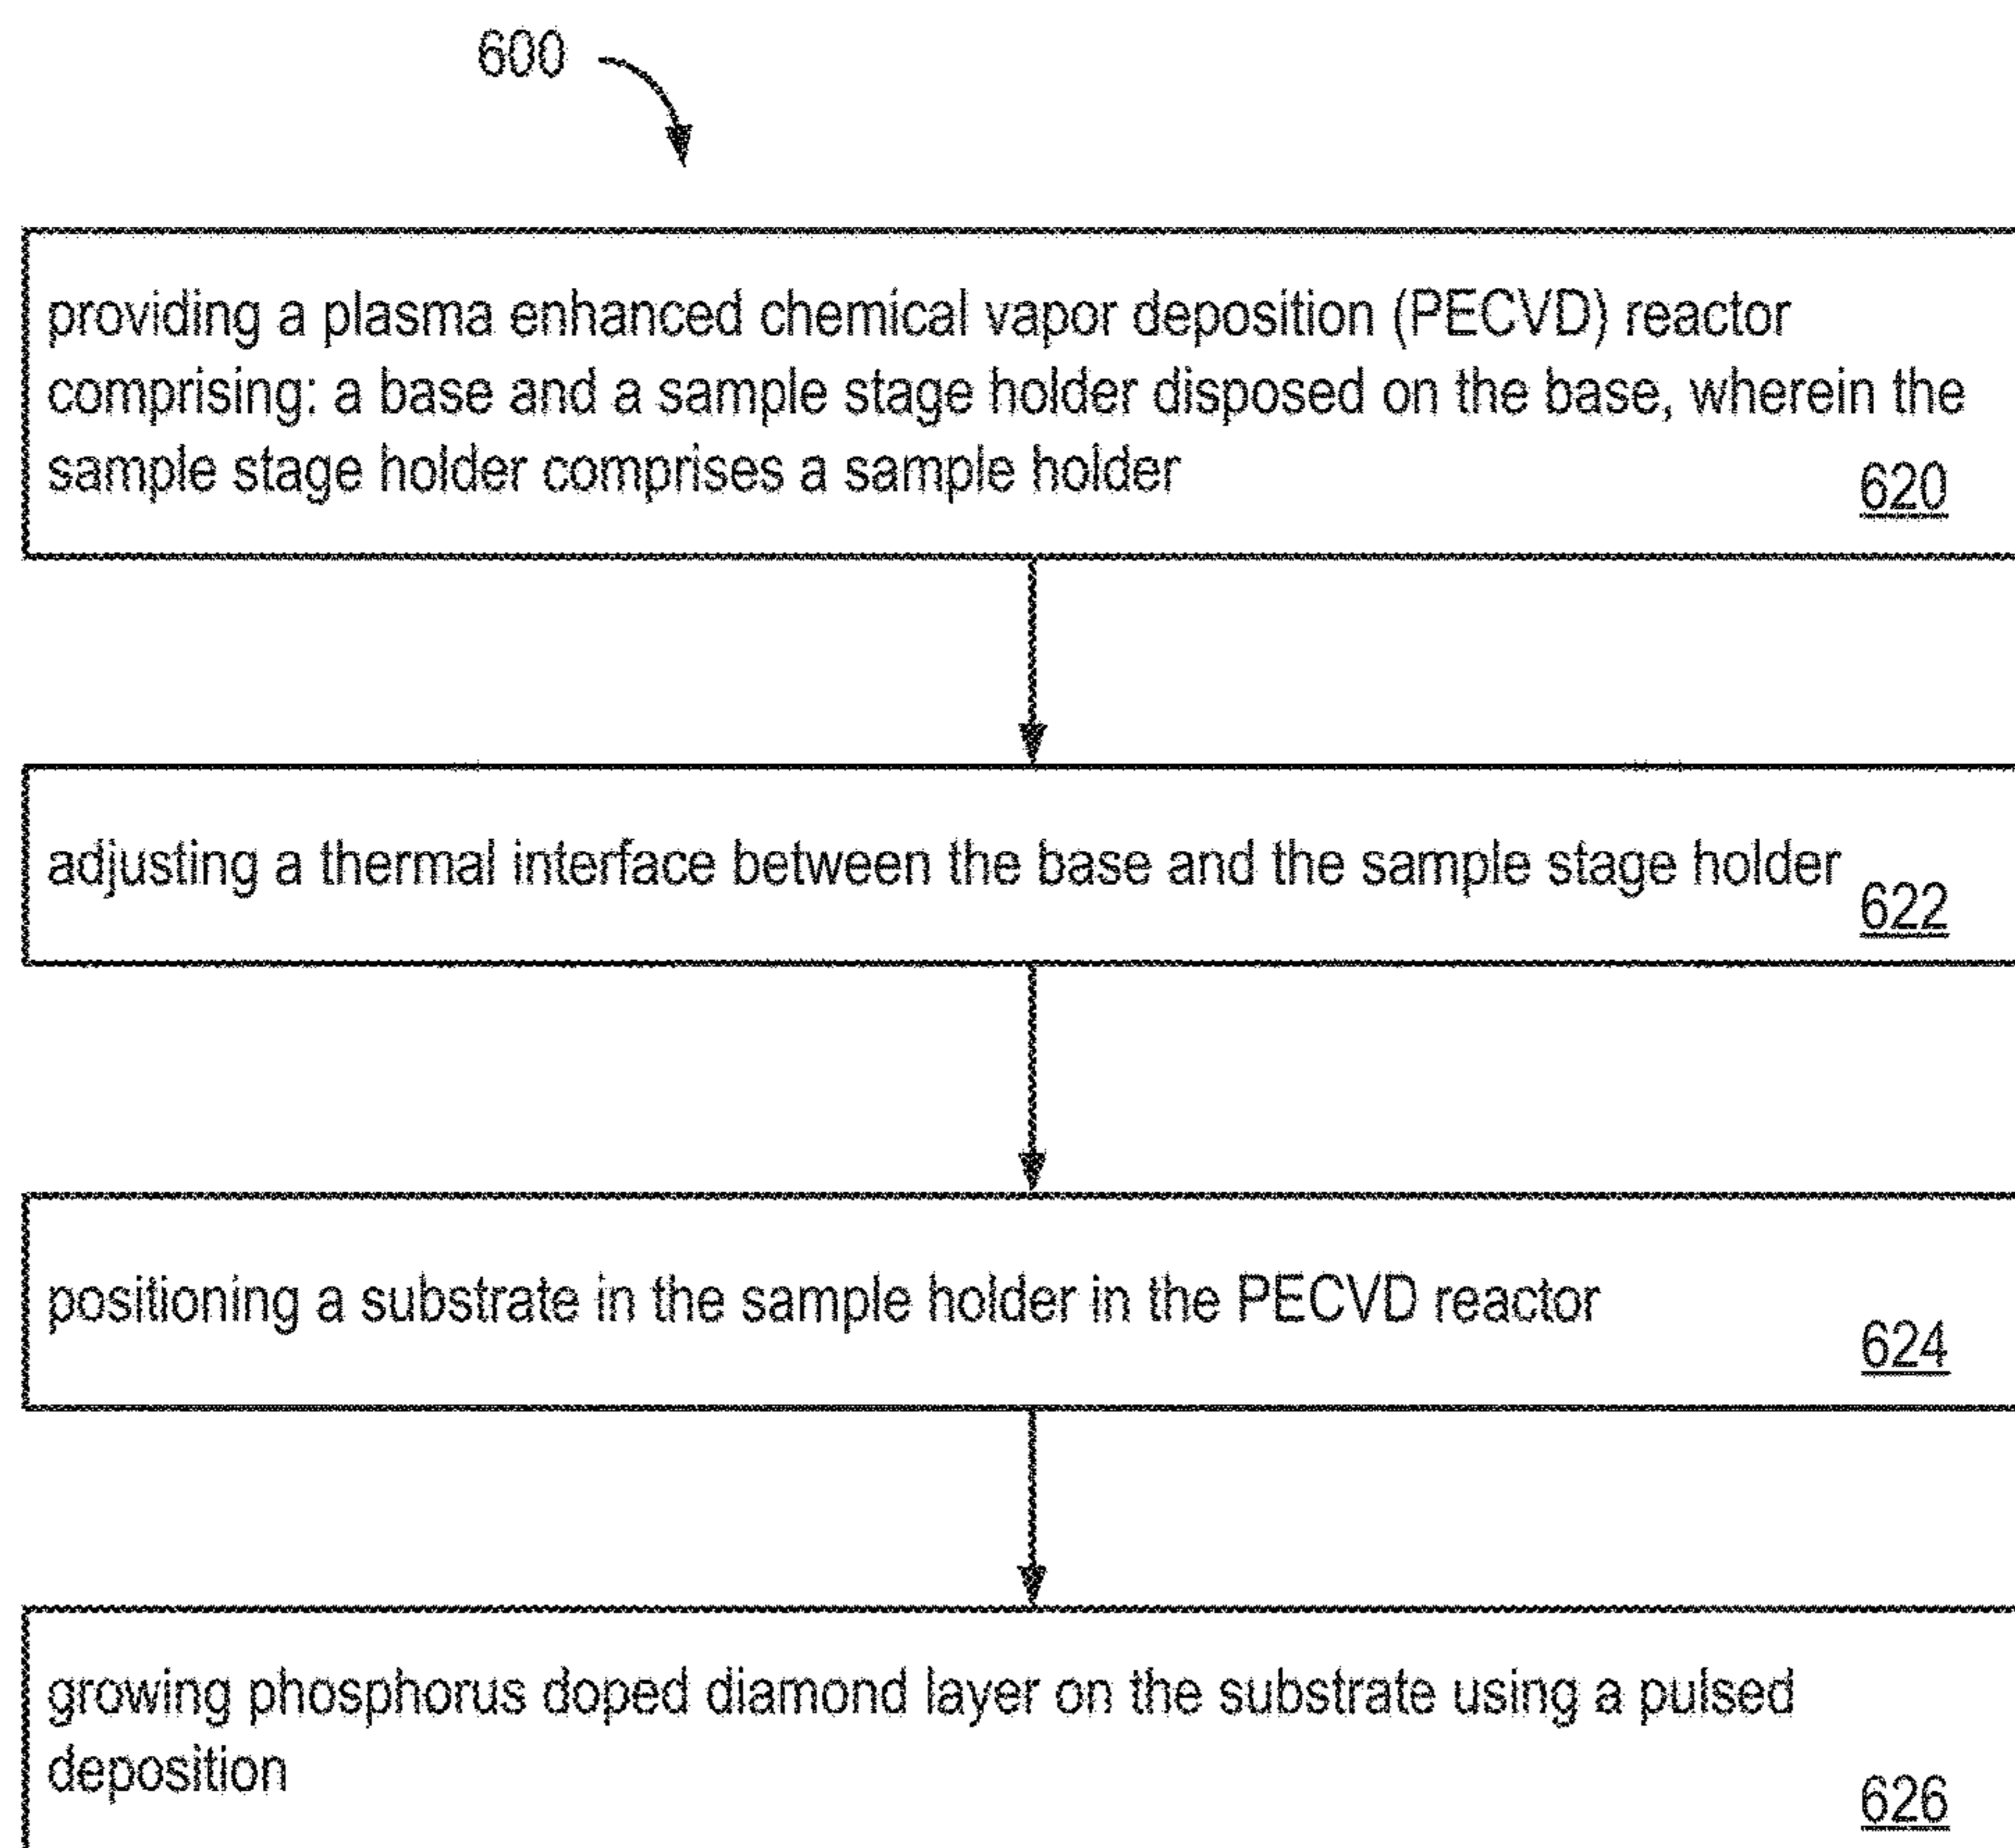 600
providing a plasma enhanced chemical vapor deposition (PECVD) reactor
comprising: a base and a sample stage holder disposed on the base, wherein the
sample stage holder comprises a sample holder
620
adjusting a thermal interface between the base and the sample stage holder
622
positioning a substrate in the sample holder in the PECVD reactor
624
growing phosphorus doped diamond layer on the substrate using a pulsed
deposition
626